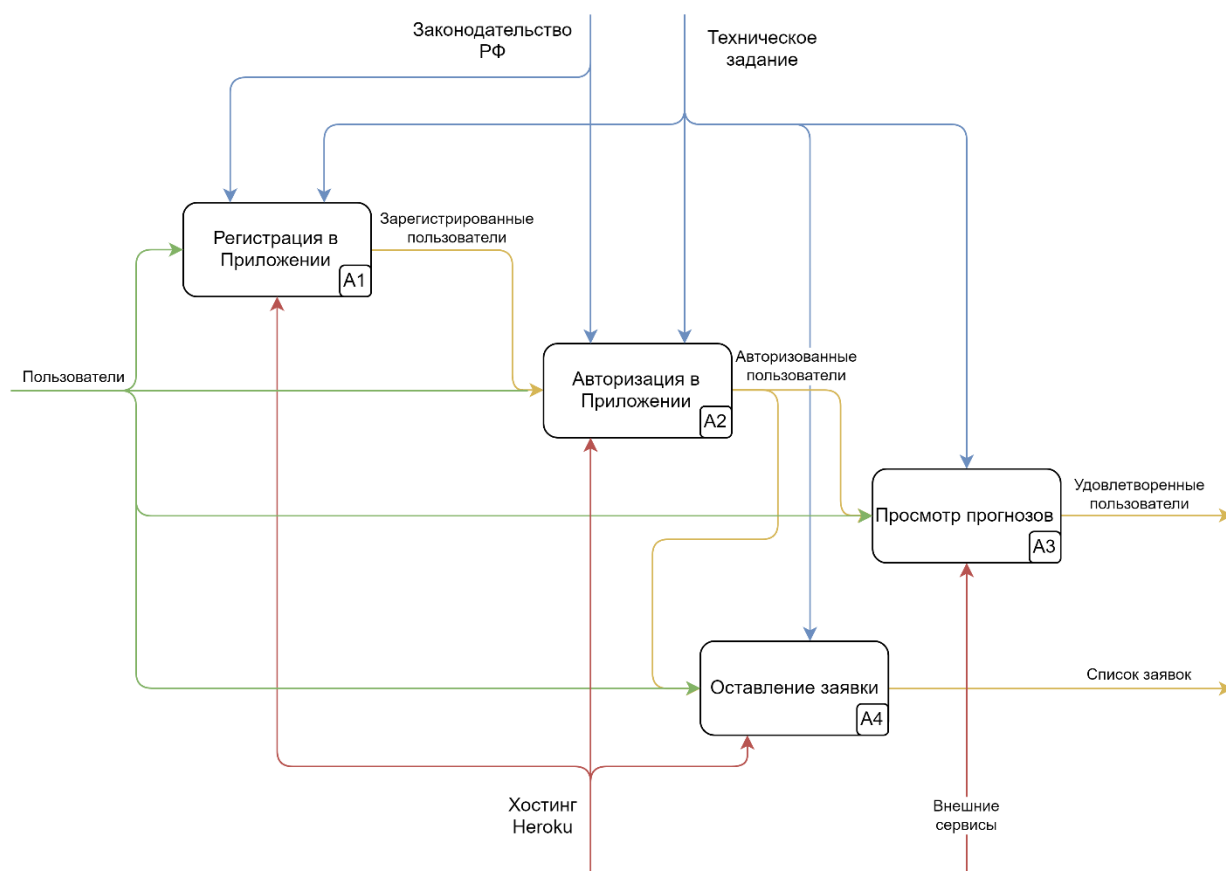 Законодательство
РФ
Техническое
задание
Регистрация в
Приложении
A1
Зарегистрированные
пользователи
Пользователи
Авторизация в
Приложении
A2
Авторизованные
пользователи
Просмотр прогнозов
A3
Удовлетворенные
пользователи
Оставление заявки
A4
Список заявок
Хостинг
Heroku
Внешние
сервисы